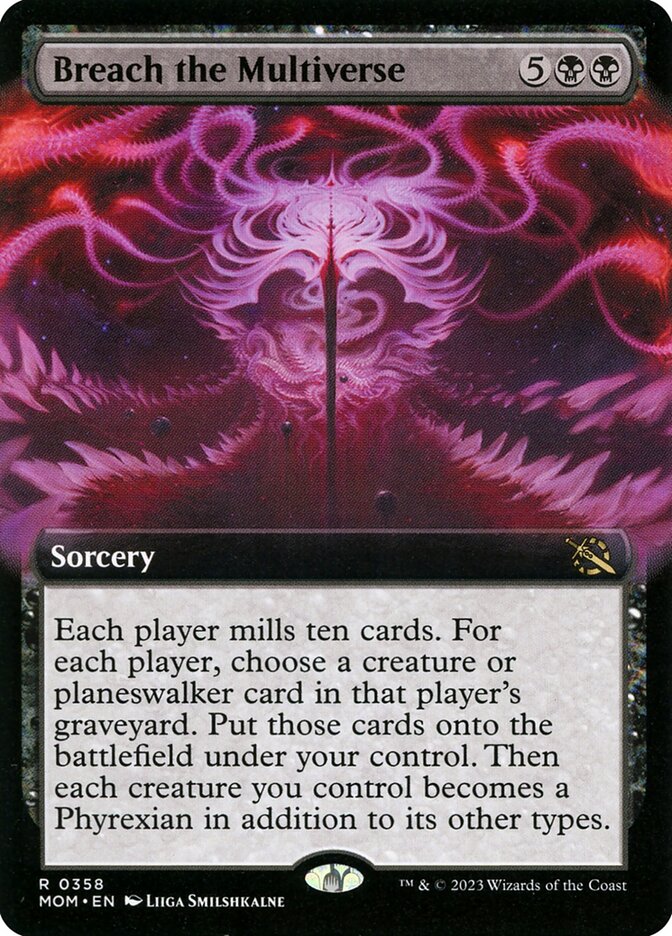 Breach the Multiverse 5
Sorcery
Each player mills ten cards. For
each player, choose a creature or
planeswalker card in that player's
graveyard. Put those cards onto the
battlefield under your control. Then
each creature you control becomes a
Phyrexian in addition to its other types.
R 0358
MOM • EN Liiga Smilshkalne
™ & © 2023 Wizards of the Coast